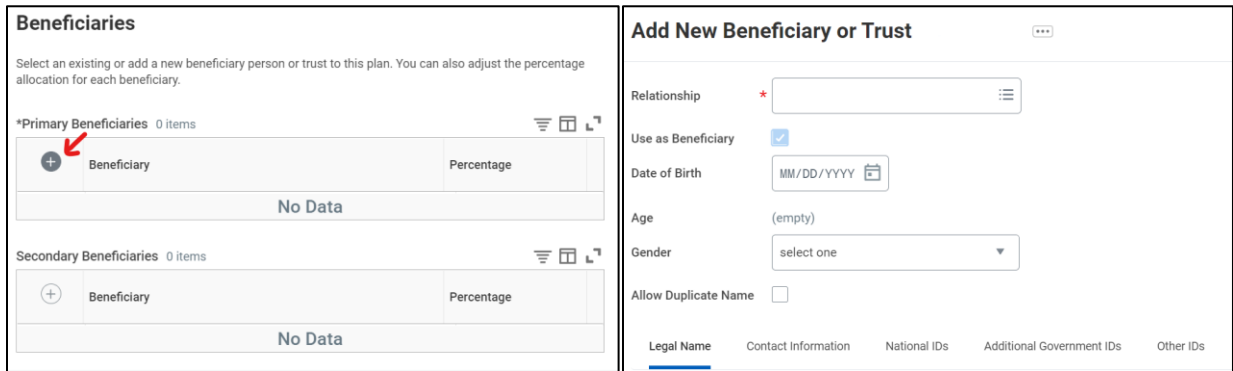 Beneficiaries
Select an existing or add a new beneficiary person or trust to this plan. You can also adjust the percentage
allocation for each beneficiary.
*Primary Beneficiaries 0 items
Beneficiary Percentage
No Data
Secondary Beneficiaries 0 items
Beneficiary Percentage
No Data
Add New Beneficiary or Trust
Relationship *
Use as Beneficiary
Date of Birth MM/DD/YYYY
Age (empty)
Gender select one
Allow Duplicate Name
Legal Name Contact Information National IDs Additional Government IDs Other IDs